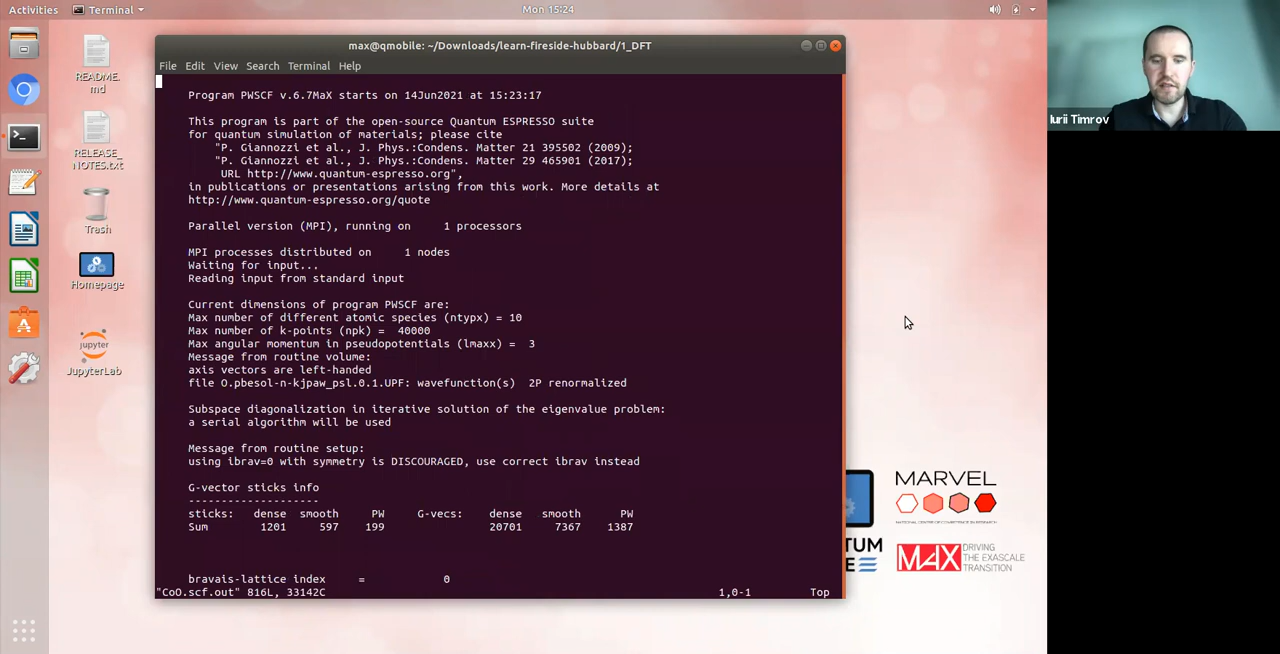 Activities
Terminal
Mon 15:24
README.
md
RELEASE_
NOTES.txt
Trash
Homepage
jupyter
JupyterLab
max@qmobile: ~/Downloads/learn-fireside-hubbard/1_DFT
File Edit View Search Terminal Help
Program PWSCF v.6.7MaX starts on 14Jun2021 at 15:23:17
This program is part of the open-source Quantum ESPRESSO suite
for quantum simulation of materials; please cite
"P. Giannozzi et al., J. Phys.:Condens. Matter 21 395502 (2009);
"P. Giannozzi et al., J. Phys.:Condens. Matter 29 465901 (2017);
URL http://www.quantum-espresso.org",
in publications or presentations arising from this work. More details at
http://www.quantum-espresso.org/quote
Parallel version (MPI), running on 1 processors
MPI processes distributed on 1 nodes
Waiting for input...
Reading input from standard input
Current dimensions of program PWSCF are:
Max number of different atomic species (ntypx) = 10
Max number of k-points (npk) = 40000
Max angular momentum in pseudopotentials (lmaxx) = 3
Message from routine volume:
axis vectors are left-handed
file O.pbesol-n-kjpaw_psl.0.1.UPF: wavefunction(s) 2P renormalized
Subspace diagonalization in iterative solution of the eigenvalue problem:
a serial algorithm will be used
Message from routine setup:
using ibrav=0 with symmetry is DISCOURAGED, use correct ibrav instead
G-vector sticks info
--------------------
sticks: dense smooth PW G-vecs: dense smooth PW
Sum 1201 597 199 20701 7367 1387
bravais-lattice index = 0
"CoO.scf.out" 816L, 33142C 1,0-1 Top
Iurii Timrov
MARVEL
NATIONAL CENTRE OF COMPETENCE IN RESEARCH
UM
E
MAX
DRIVING
THE EXASCALE
TRANSITION